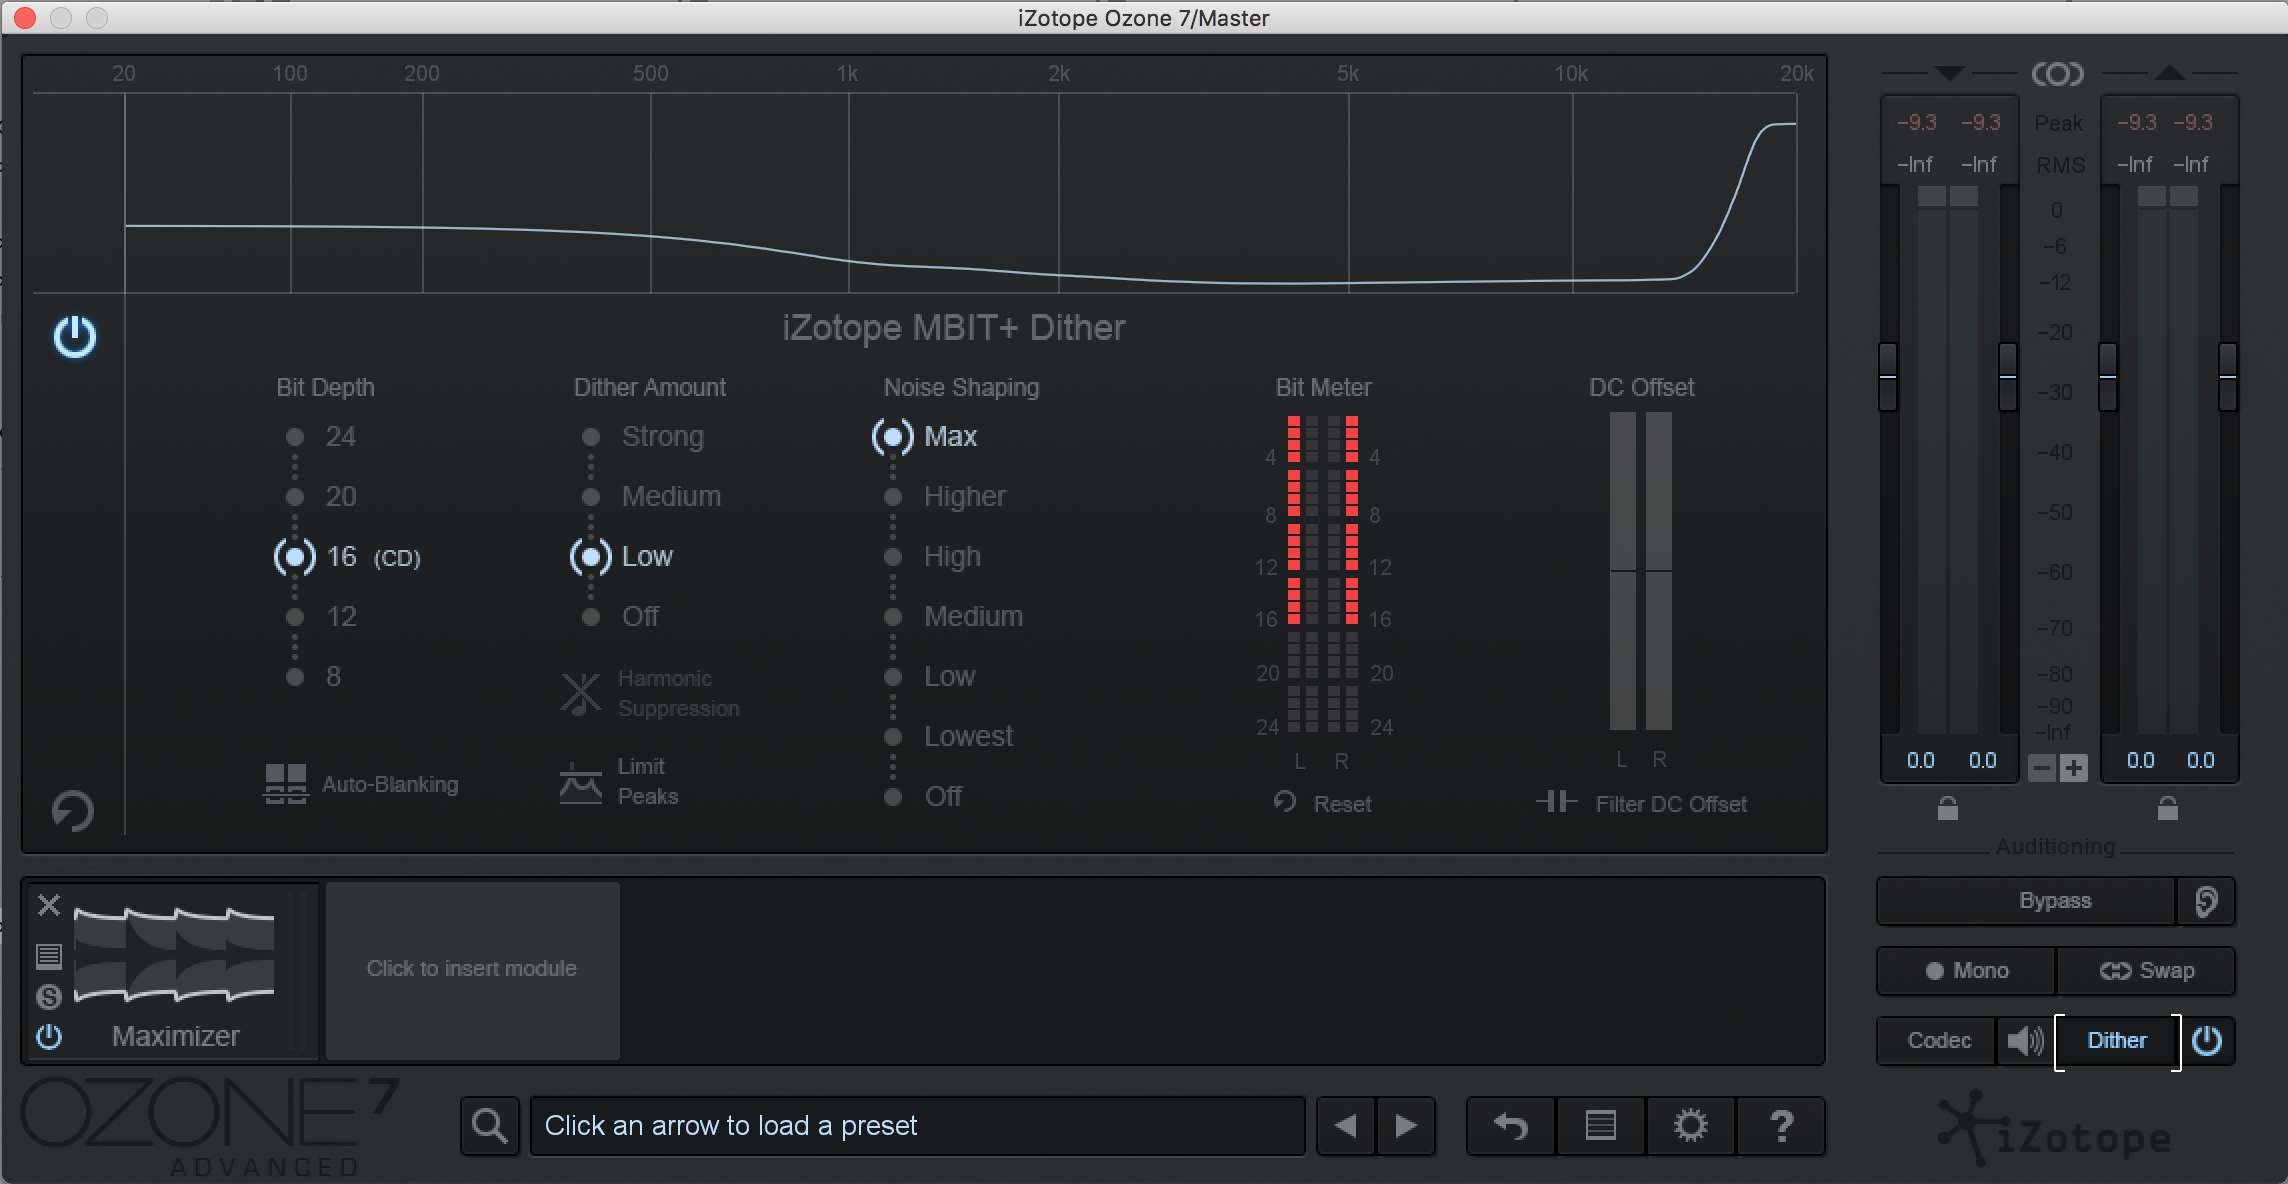 iZotope Ozone 7/Master
20 100 200 500 1k 2k 5k 10k 20k
iZotope MBIT+ Dither
Bit Depth
24
20
16 (CD)
12
8
Auto-Blanking
Dither Amount
Strong
Medium
Low
Off
Harmonic
Suppression
Limit
Peaks
Noise Shaping
Max
Higher
High
Medium
Low
Lowest
Off
Bit Meter
4 4
8 8
12 12
16 16
20 20
24 24
L R
Reset
DC Offset
L R
Filter DC Offset
-9.3 -9.3 Peak -9.3 -9.3
-Inf -Inf RMS -Inf -Inf
0
-6
-12
-20
-30
-40
-50
-60
-70
-80
-90
-Inf
0.0 0.0 0.0 0.0
Auditioning
Bypass
Mono Swap
Codec Dither
S
Maximizer
Click to insert module
OZONE 7
ADVANCED
Click an arrow to load a preset
?
iZotope